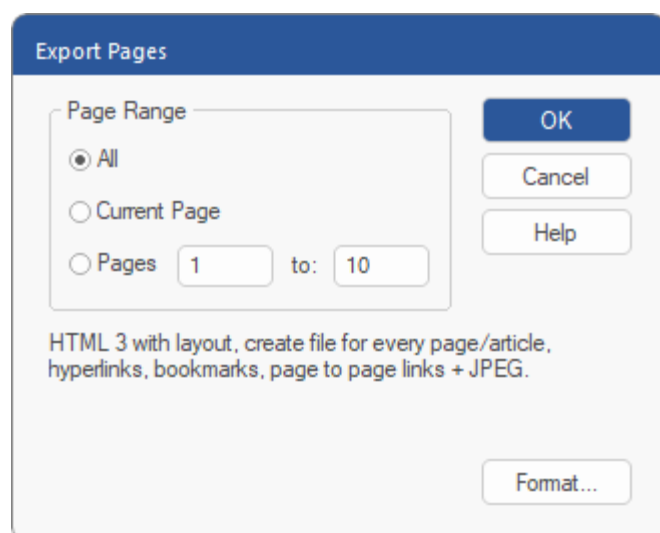 Export Pages
Page Range
All
Current Page
Pages 1 to: 10
OK
Cancel
Help
HTML 3 with layout, create file for every page/article,
hyperlinks, bookmarks, page to page links + JPEG.
Format...